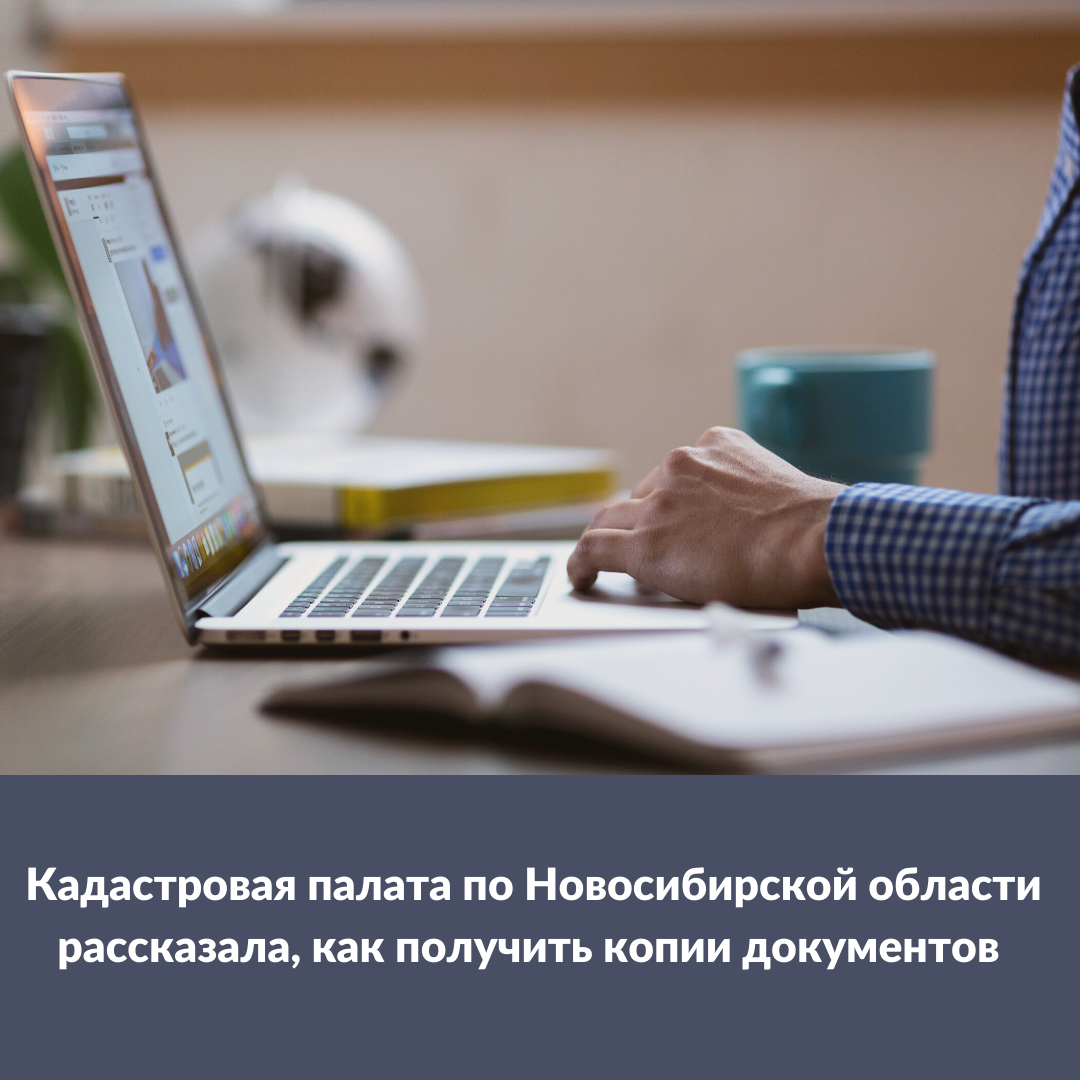 Кадастровая палата по Новосибирской области
рассказала, как получить копии документов